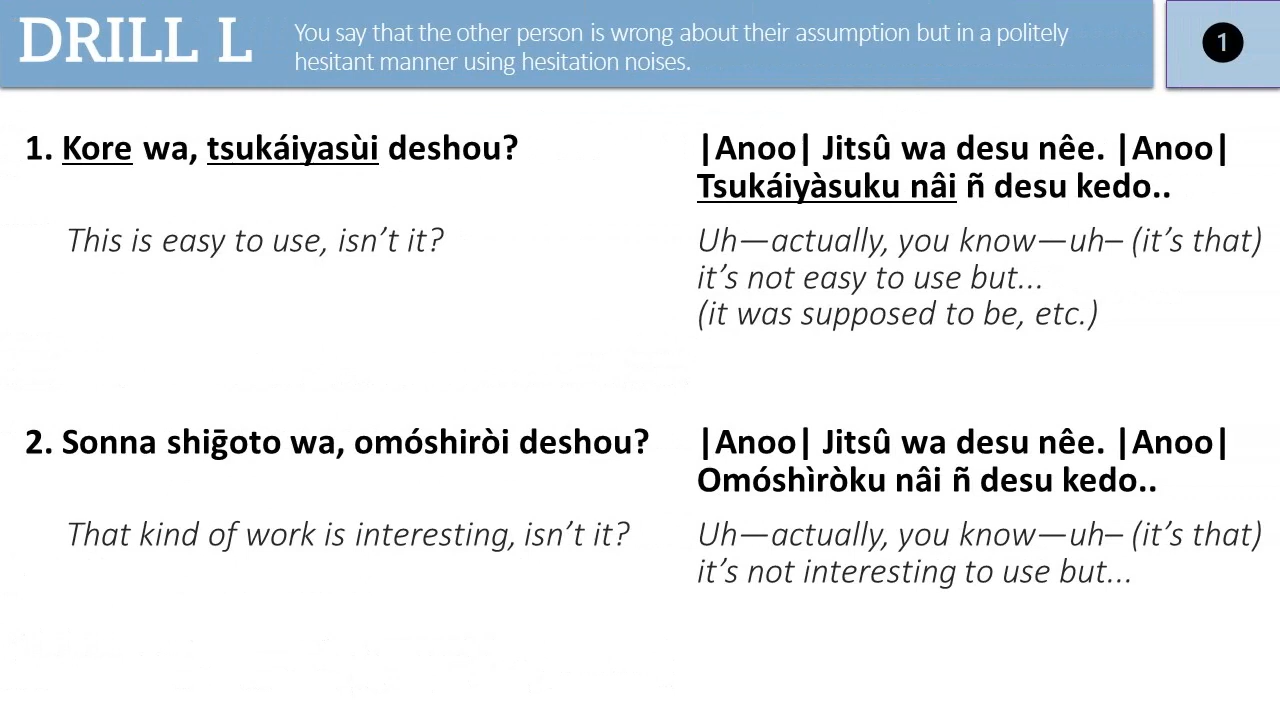 DRILL L
You say that the other person is wrong about their assumption but in a politely
hesitant manner using hesitation noises.
1
1. Kore wa, tsukáiyasùi deshou?
|Anoo| Jitsû wa desu nêe. |Anoo|
Tsukáiyàsuku nâi ñ desu kedo..
This is easy to use, isn’t it?
Uh—actually, you know—uh– (it’s that)
it’s not easy to use but...
(it was supposed to be, etc.)
2. Sonna shiḡoto wa, omóshiròi deshou?
|Anoo| Jitsû wa desu nêe. |Anoo|
Omóshìròku nâi ñ desu kedo..
That kind of work is interesting, isn’t it?
Uh—actually, you know—uh– (it’s that)
it’s not interesting to use but...